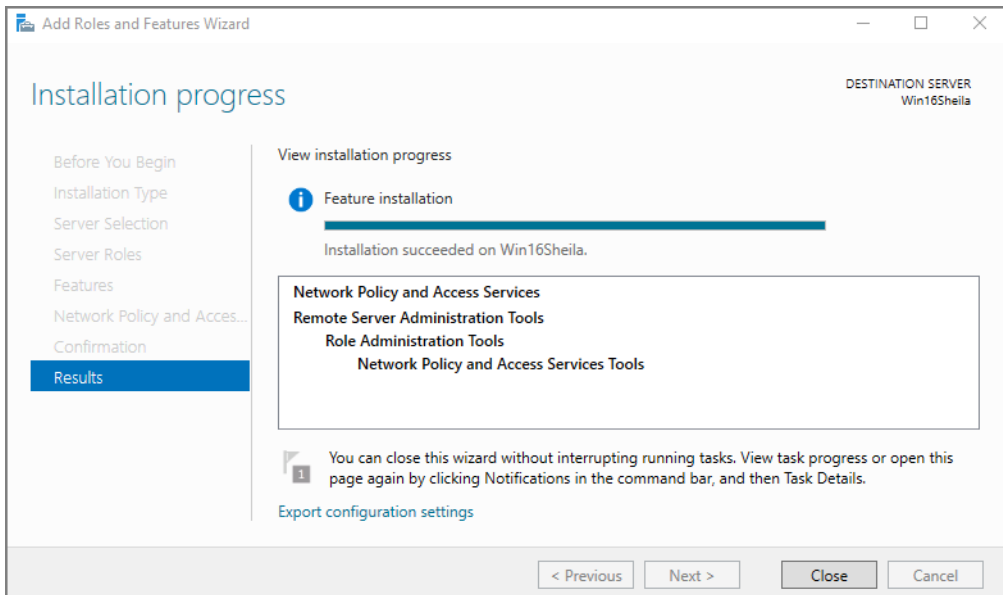 Add Roles and Features Wizard
Installation progress
DESTINATION SERVER
Win16Sheila
Before You Begin
Installation Type
Server Selection
Server Roles
Features
Network Policy and Acces...
Confirmation
Results
View installation progress
Feature installation
Installation succeeded on Win16Sheila.
Network Policy and Access Services
Remote Server Administration Tools
Role Administration Tools
Network Policy and Access Services Tools
1
You can close this wizard without interrupting running tasks. View task progress or open this
page again by clicking Notifications in the command bar, and then Task Details.
Export configuration settings
< Previous
Next >
Close
Cancel